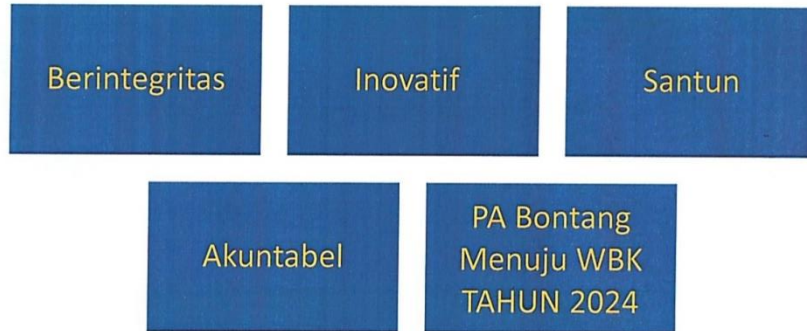 Berintegritas
Inovatif
Santun
Akuntabel
PA Bontang
Menuju WBK
TAHUN 2024